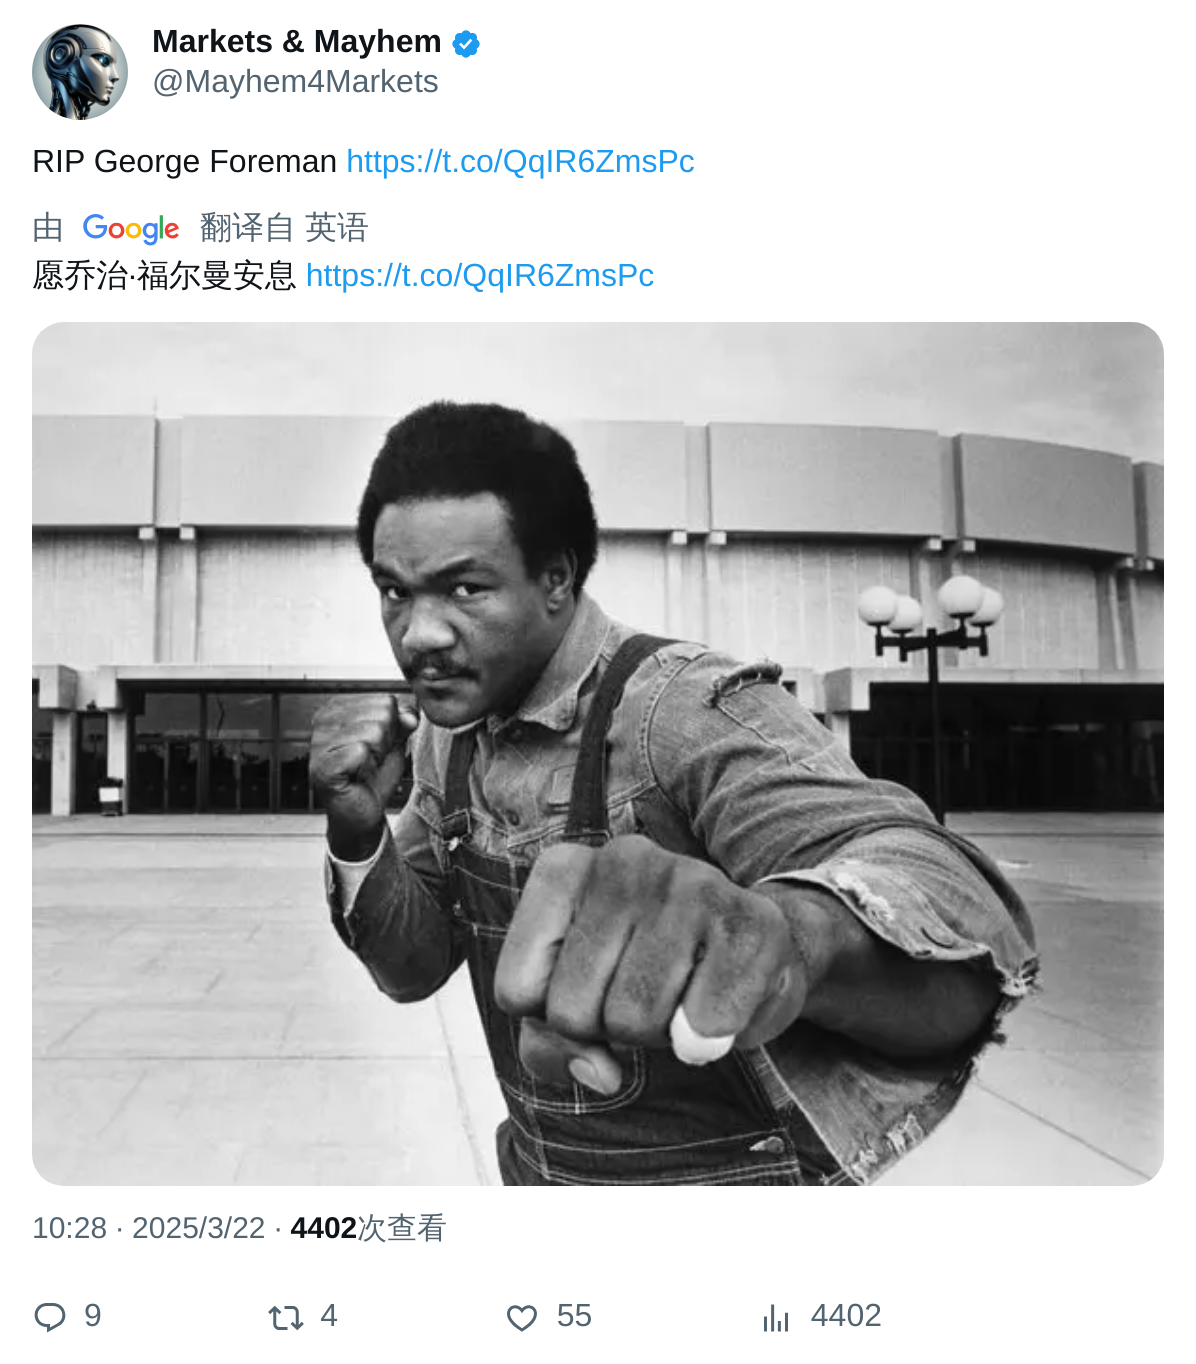 Markets & Mayhem
@Mayhem4Markets
RIP George Foreman https://t.co/QqIR6ZmsPc
由 Google 翻译自 英语
愿乔治·福尔曼安息 https://t.co/QqIR6ZmsPc
10:28 · 2025/3/22 · 4402次查看
9 4 55 4402